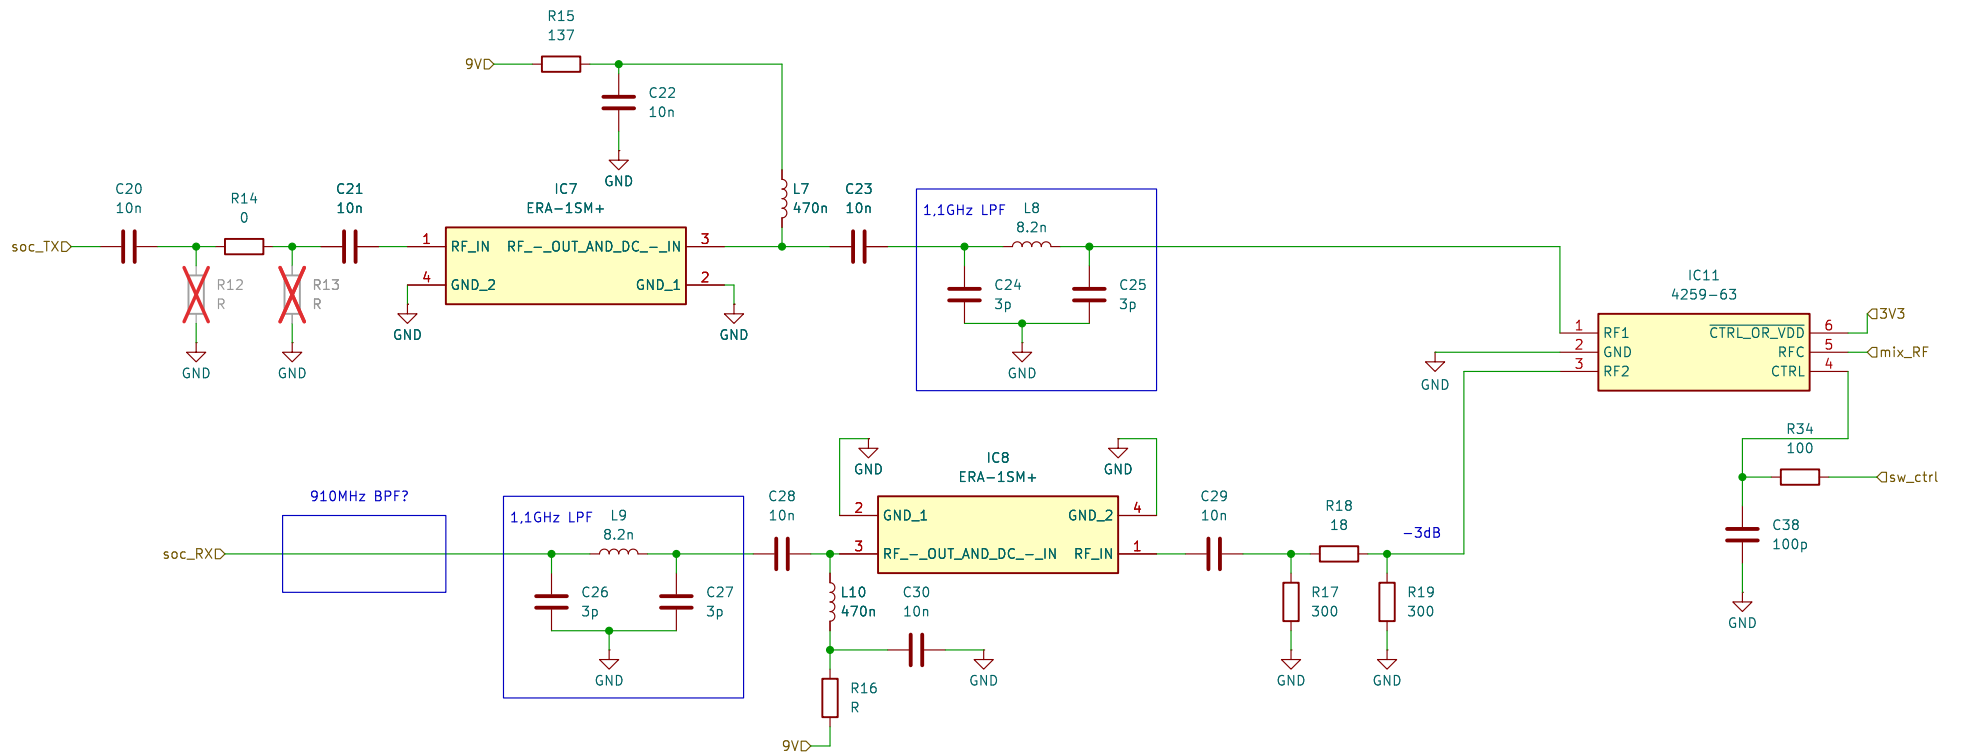 R15
137
9V
C22
10n
GND
C20
10n
R14
0
C21
10n
IC7
ERA-1SM+
L7
470n
C23
10n
1,1GHz LPF
L8
8.2n
soc_TX
1
RF_IN
RF_-_OUT_AND_DC_-_IN
3
4
GND_2
GND_1
2
R12
R
R13
R
C24
3p
C25
3p
GND
GND
GND
GND
GND
IC11
4259-63
3V3
1
RF1
CTRL_OR_VDD
6
2
GND
RFC
5
mix_RF
3
RF2
CTRL
4
GND
R34
100
sw_ctrl
C38
100p
GND
GND
GND
IC8
ERA-1SM+
910MHz BPF?
1,1GHz LPF
L9
8.2n
C28
10n
2
GND_1
GND_2
4
C29
10n
R18
18
-3dB
soc_RX
3
RF_-_OUT_AND_DC_-_IN
RF_IN
1
C26
3p
C27
3p
L10
470n
C30
10n
R17
300
R19
300
GND
GND
GND
GND
R16
R
9V